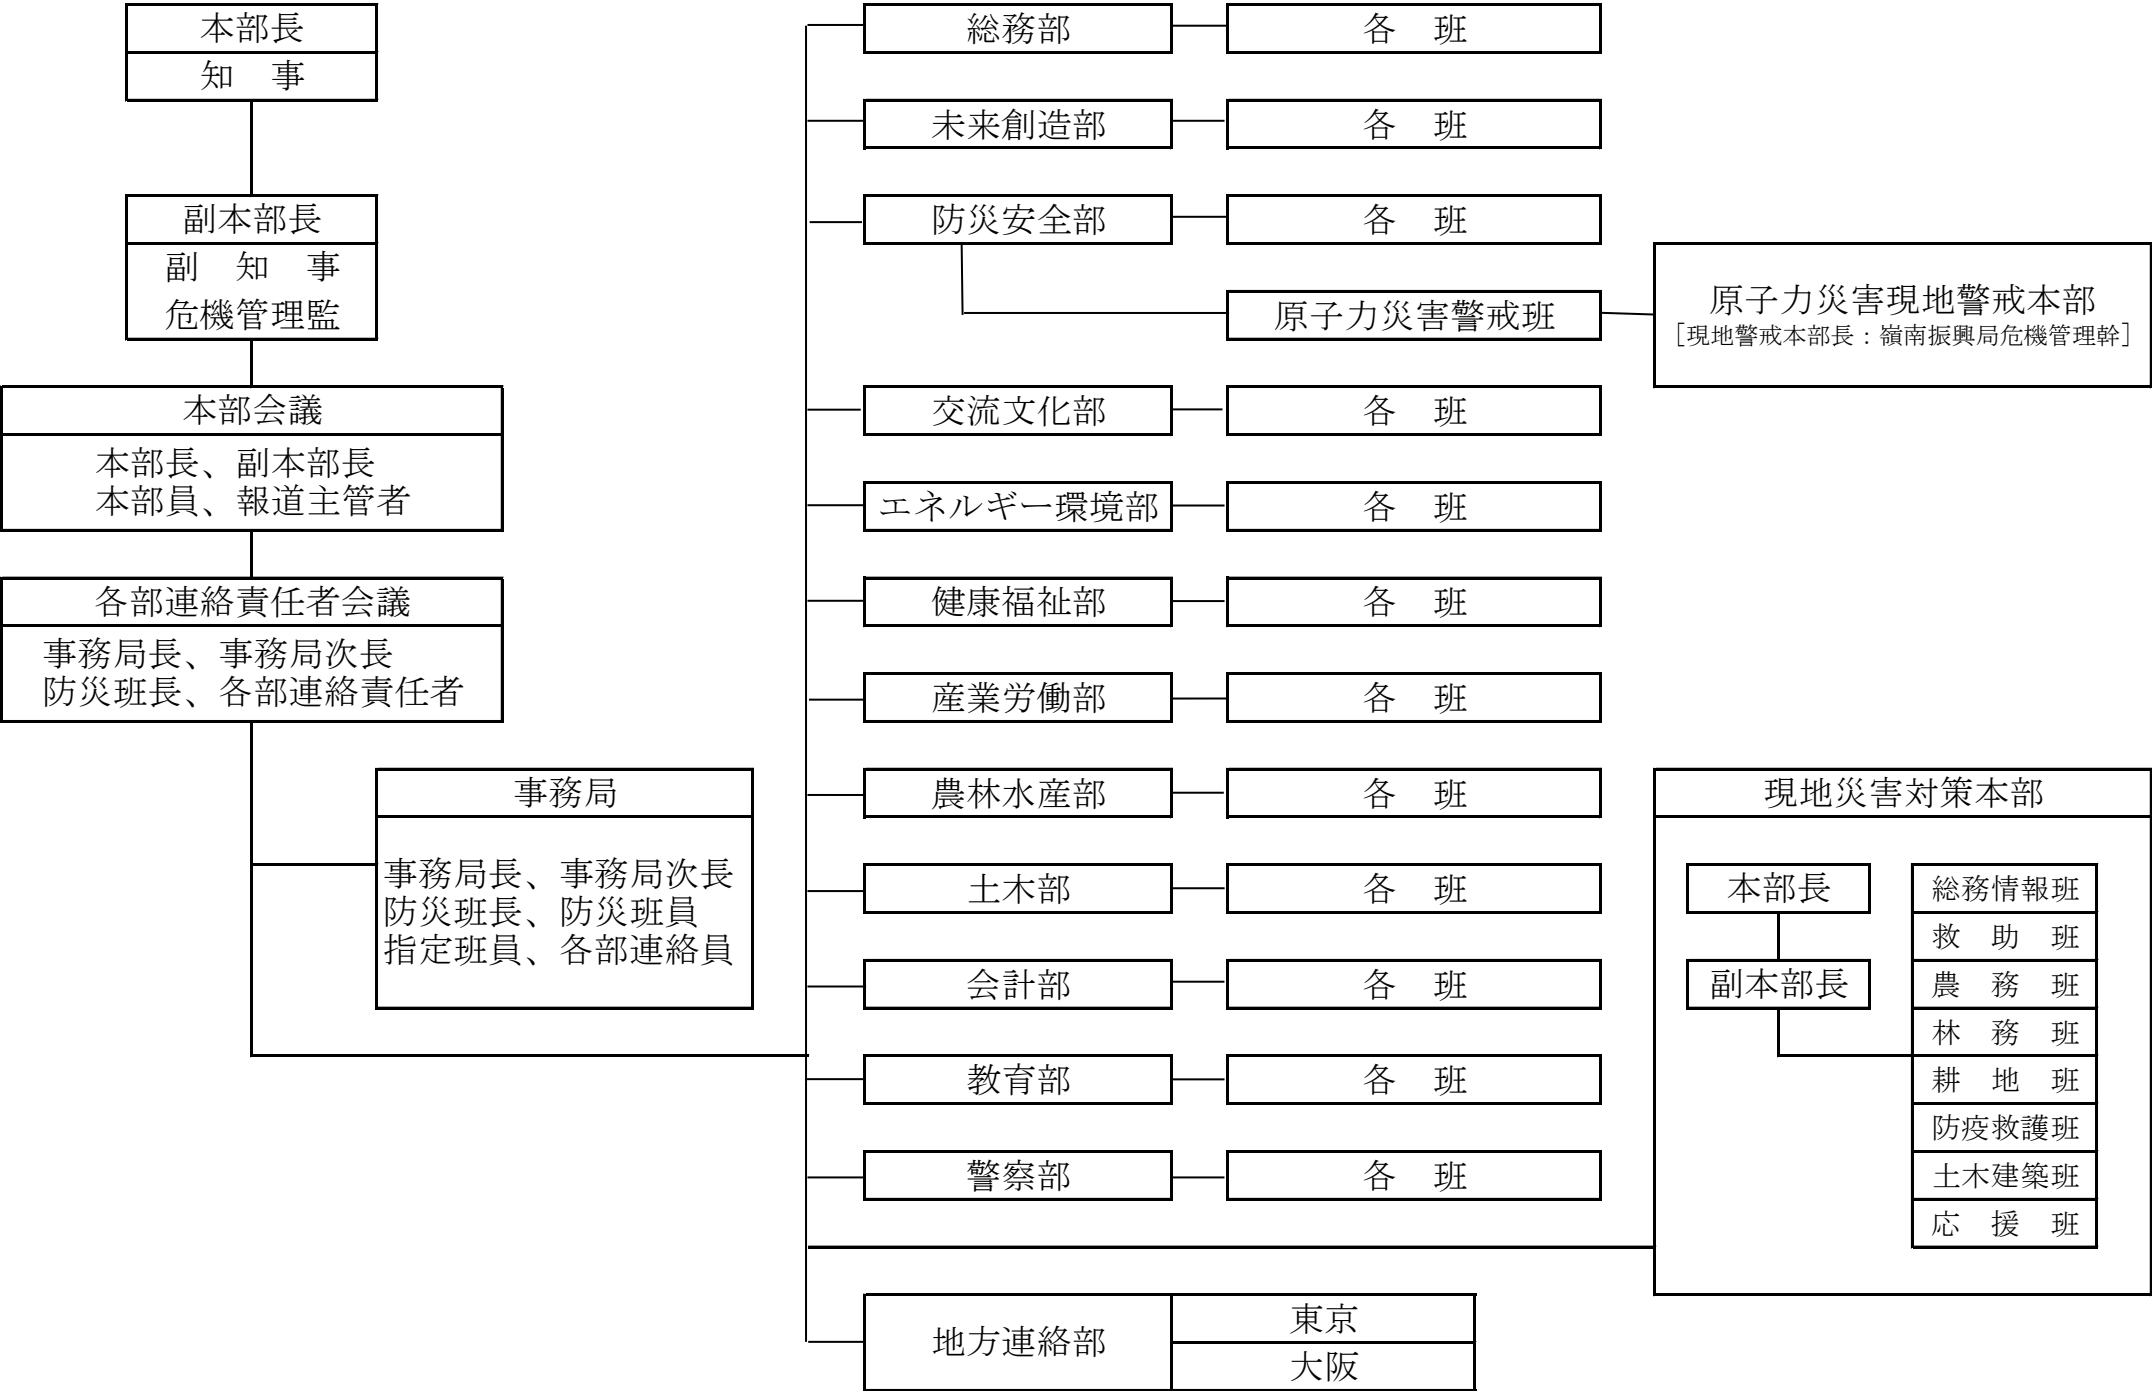 本部長
知　事
副本部長
副　知　事
危機管理監
本部会議
本部長、副本部長
本部員、報道主管者
各部連絡責任者会議
事務局長、事務局次長
防災班長、各部連絡責任者
事務局
事務局長、事務局次長
防災班長、防災班員
指定班員、各部連絡員
総務部
各　班
未来創造部
各　班
防災安全部
各　班
原子力災害警戒班
原子力災害現地警戒本部
［現地警戒本部長：嶺南振興局危機管理幹］
交流文化部
各　班
エネルギー環境部
各　班
健康福祉部
各　班
産業労働部
各　班
農林水産部
各　班
土木部
各　班
会計部
各　班
教育部
各　班
警察部
各　班
現地災害対策本部
本部長
副本部長
総務情報班
救　助　班
農　務　班
林　務　班
耕　地　班
防疫救護班
土木建築班
応　援　班
地方連絡部
東京
大阪